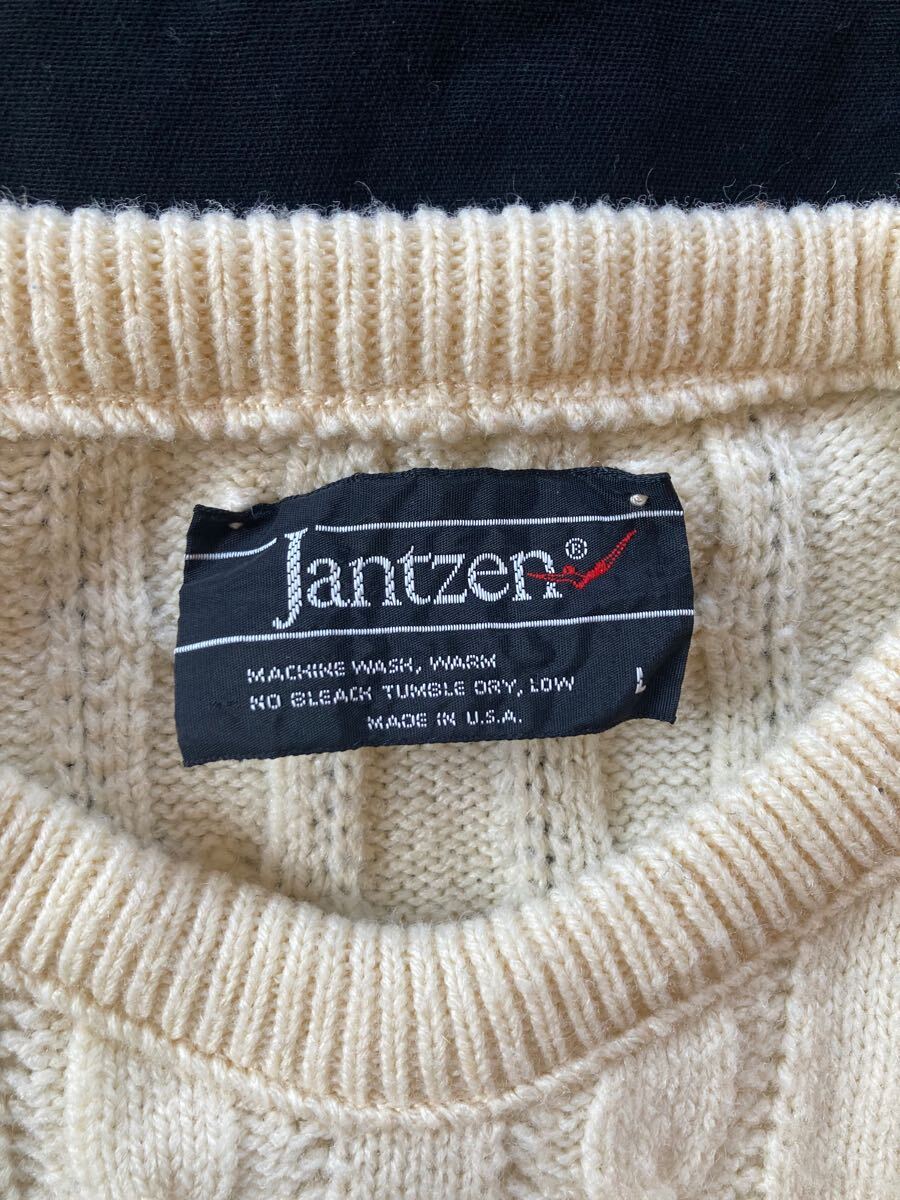 Jantzen®
MACHINE WASH, WARM
NO BLEACH TUMBLE DRY, LOW
L
MADE IN U.S.A.